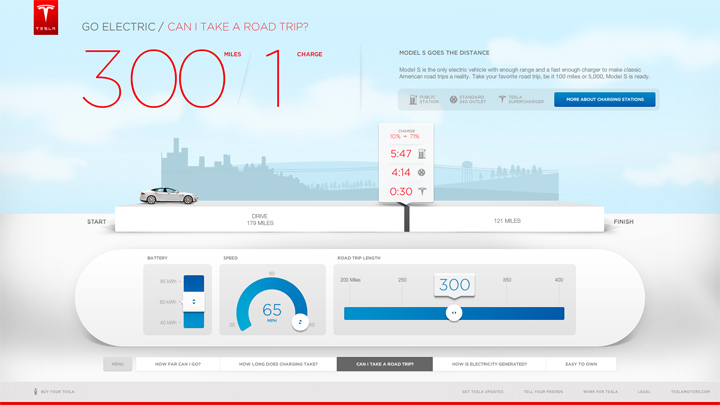 TESLA
GO ELECTRIC / CAN I TAKE A ROAD TRIP?
300 MILES / 1 CHARGE
MODEL S GOES THE DISTANCE
Model S is the only electric vehicle with enough range and a fast enough charger to make classic
American road trips a reality. Take your favorite road trip, be it 100 miles or 5,000, Model S is ready.
PUBLIC STATION
STANDARD 240 OUTLET
TESLA SUPERCHARGER
MORE ABOUT CHARGING STATIONS
CHARGE
10% → 71%
5:47
4:14
0:30
START
DRIVE
179 MILES
121 MILES
FINISH
BATTERY
85 kWh
60 kWh
40 kWh
SPEED
60
65
MPH
ROAD TRIP LENGTH
200 Miles 250 350 400
300
MENU
HOW FAR CAN I GO?
HOW LONG DOES CHARGING TAKE?
CAN I TAKE A ROAD TRIP?
HOW IS ELECTRICITY GENERATED?
EASY TO OWN
BUY YOUR TESLA
GET TESLA UPDATES
TELL YOUR FRIENDS
WORK FOR TESLA
LEGAL
TESLAMOTORS.COM